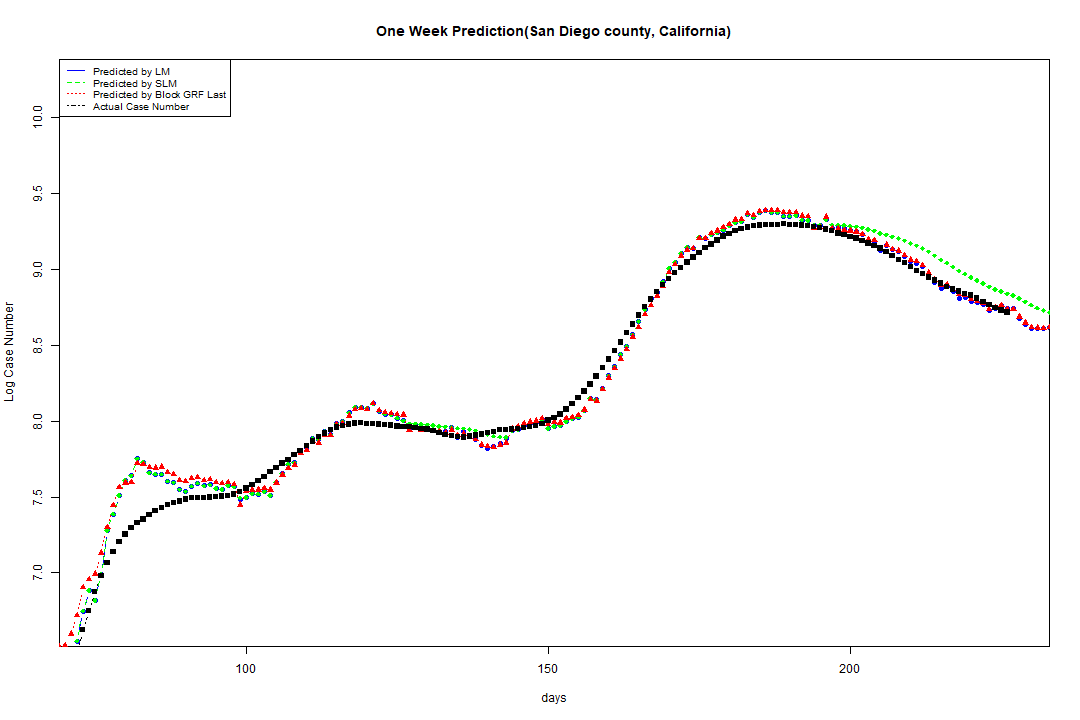 One Week Prediction(San Diego county, California)
Predicted by LM
Predicted by SLM
Predicted by Block GRF Last
Actual Case Number
Log Case Number
10.0
9.5
9.0
8.5
8.0
7.5
7.0
100 150 200
days